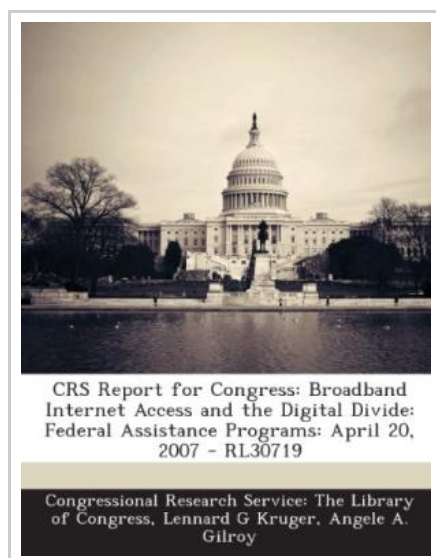 CRS Report for Congress: Broadband
Internet Access and the Digital Divide:
Federal Assistance Programs: April 20,
2007 - RL30719
Congressional Research Service: The Library
of Congress, Lennard G Kruger, Angele A.
Gilroy